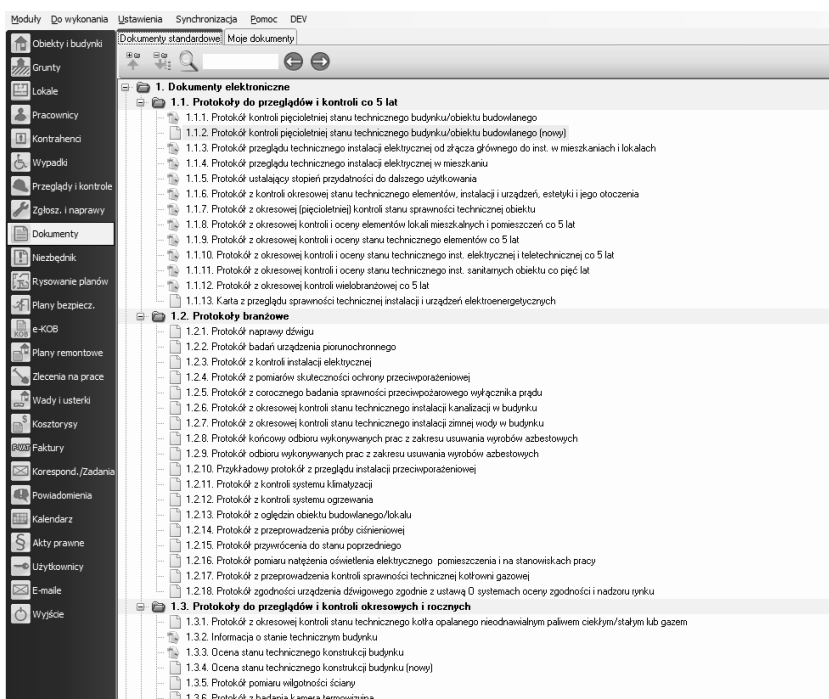 Moduły Do wykonania Ustawienia Synchronizacja Pomoc DEV
Obiekty i budynki
Grunty
Lokale
Pracownicy
Kontrahenci
Wypadki
Przeglądy i kontrole
Zgłosz. i naprawy
Dokumenty
Niezbędnik
Rysowanie planów
Plany bezpiecz.
e-KOB
Plany remontowe
Zlecenia na prace
Wady i usterki
Kosztorysy
Faktury
Korespond./Zadania
Powiadomienia
Kalendarz
Akty prawne
Użytkownicy
E-maile
Wyjście
Dokumenty standardowe Moje dokumenty
1. Dokumenty elektroniczne
1.1. Protokoły do przeglądów i kontroli co 5 lat
1.1.1. Protokół kontroli pięcioletniej stanu technicznego budynku/obiektu budowlanego
1.1.2. Protokół kontroli pięcioletniej stanu technicznego budynku/obiektu budowlanego (nowy)
1.1.3. Protokół przeglądu technicznego instalacji elektrycznej od złącza głównego do inst. w mieszkaniach i lokalach
1.1.4. Protokół przeglądu technicznego instalacji elektrycznej w mieszkaniu
1.1.5. Protokół ustalający stopień przydatności do dalszego użytkowania
1.1.6. Protokół z kontroli okresowej stanu technicznego elementów, instalacji i urządzeń, estetyki i jego otoczenia
1.1.7. Protokół z okresowej (pięcioletniej) kontroli stanu sprawności technicznej obiektu
1.1.8. Protokół z okresowej kontroli i oceny elementów lokali mieszkalnych i pomieszczeń co 5 lat
1.1.9. Protokół z okresowej kontroli i oceny stanu technicznego elementów co 5 lat
1.1.10. Protokół z okresowej kontroli i oceny stanu technicznego inst. elektrycznej i teletechnicznej co 5 lat
1.1.11. Protokół z okresowej kontroli i oceny stanu technicznego inst. sanitarnych obiektu co pięć lat
1.1.12. Protokół z okresowej kontroli wielobranżowej co 5 lat
1.1.13. Karta z przeglądu sprawności technicznej instalacji i urządzeń elektroenergetycznych
1.2. Protokoły branżowe
1.2.1. Protokół naprawy dźwigu
1.2.2. Protokół badań urządzenia piorunochronnego
1.2.3. Protokół z kontroli instalacji elektrycznej
1.2.4. Protokół z pomiarów skuteczności ochrony przeciwporażeniowej
1.2.5. Protokół z corocznego badania sprawności przeciwpożarowego wyłącznika prądu
1.2.6. Protokół z okresowej kontroli stanu technicznego instalacji kanalizacji w budynku
1.2.7. Protokół z okresowej kontroli stanu technicznego instalacji zimnej wody w budynku
1.2.8. Protokół końcowy odbioru wykonywanych prac z zakresu usuwania wyrobów azbestowych
1.2.9. Protokół odbioru wykonywanych prac z zakresu usuwania wyrobów azbestowych
1.2.10. Przykładowy protokół z przeglądu instalacji przeciwporażeniowej
1.2.11. Protokół z kontroli systemu klimatyzacji
1.2.12. Protokół z kontroli systemu ogrzewania
1.2.13. Protokół z oględzin obiektu budowlanego/lokalu
1.2.14. Protokół z przeprowadzenia próby ciśnieniowej
1.2.15. Protokół przywrócenia do stanu poprzedniego
1.2.16. Protokół pomiaru natężenia oświetlenia elektrycznego pomieszczenia i na stanowiskach pracy
1.2.17. Protokół z przeprowadzenia kontroli sprawności technicznej kotłowni gazowej
1.2.18. Protokół zgodności urządzenia dźwigowego zgodnie z ustawą O systemach oceny zgodności i nadzoru rynku
1.3. Protokoły do przeglądów i kontroli okresowych i rocznych
1.3.1. Protokół z okresowej kontroli stanu technicznego kotła opalanego nieodnawialnym paliwem ciekłym/stałym lub gazem
1.3.2. Informacja o stanie technicznym budynku
1.3.3. Ocena stanu technicznego konstrukcji budynku
1.3.4. Ocena stanu technicznego konstrukcji budynku (nowy)
1.3.5. Protokół pomiaru wilgotności ściany
1.3.6. Protokół z badania kamerą termowizyjną